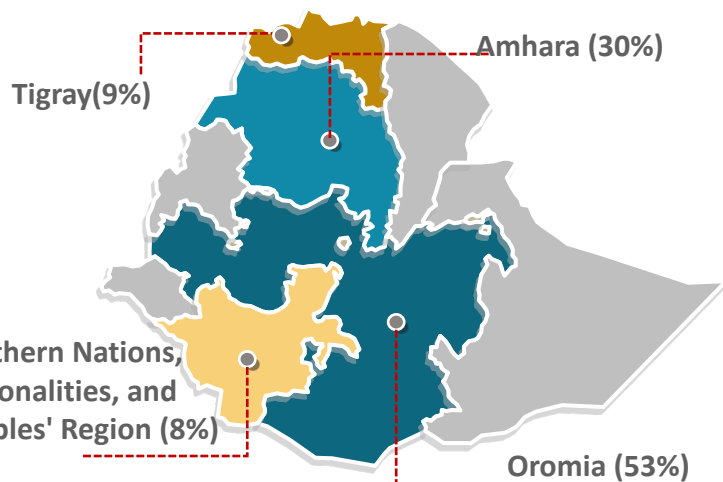 Amhara (30%)
Tigray(9%)
thern Nations,
onalities, and
ples' Region (8%)
Oromia (53%)